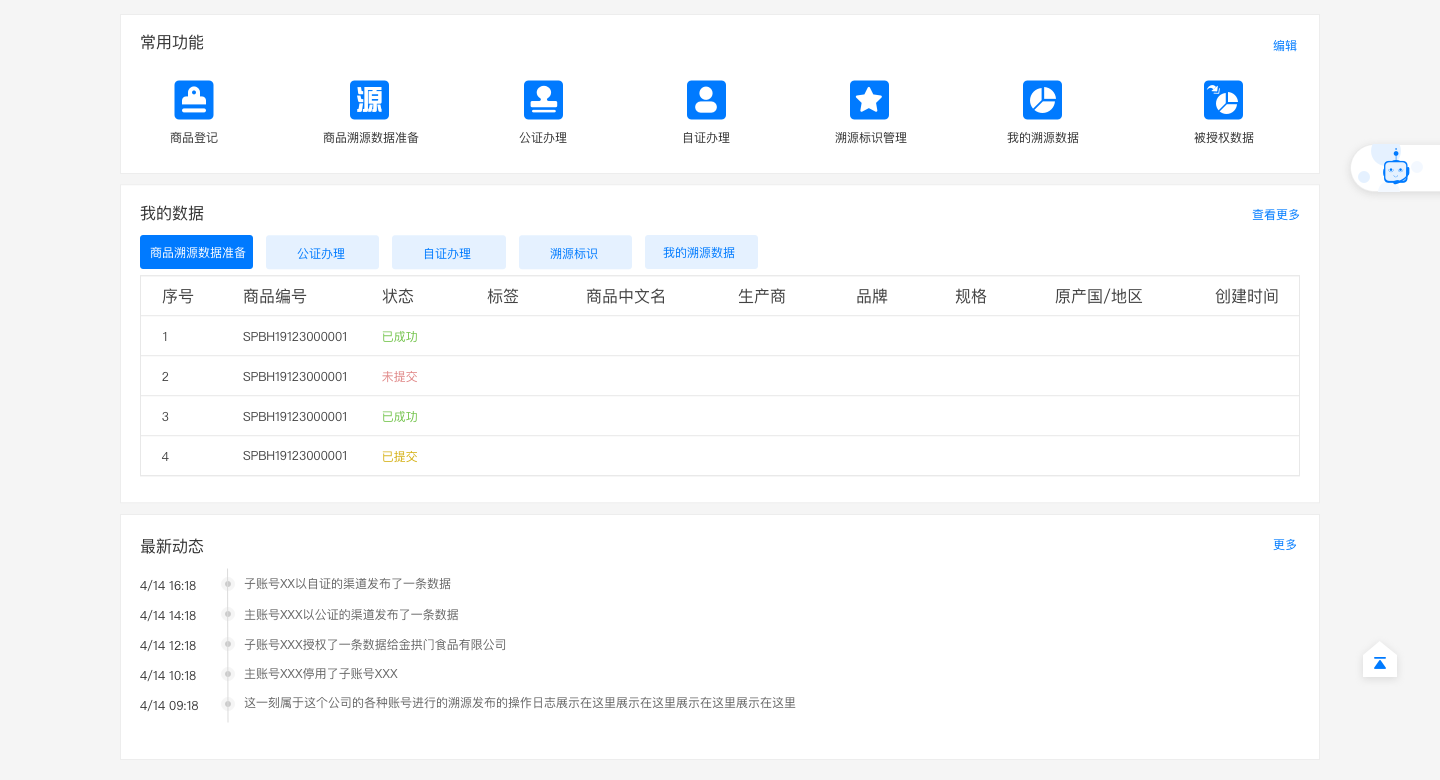 常用功能
编辑
源
商品登记 商品溯源数据准备 公证办理 自证办理 溯源标识管理 我的溯源数据 被授权数据
我的数据
查看更多
商品溯源数据准备 公证办理 自证办理 溯源标识 我的溯源数据
序号 商品编号 状态 标签 商品中文名 生产商 品牌 规格 原产国/地区 创建时间
1 SPBH19123000001 已成功
2 SPBH19123000001 未提交
3 SPBH19123000001 已成功
4 SPBH19123000001 已提交
最新动态
更多
4/14 16:18 子账号XX以自证的渠道发布了一条数据
4/14 14:18 主账号XXX以公证的渠道发布了一条数据
4/14 12:18 子账号XXX授权了一条数据给金拱门食品有限公司
4/14 10:18 主账号XXX停用了子账号XXX
4/14 09:18 这一刻属于这个公司的各种账号进行的溯源发布的操作日志展示在这里展示在这里展示在这里展示在这里